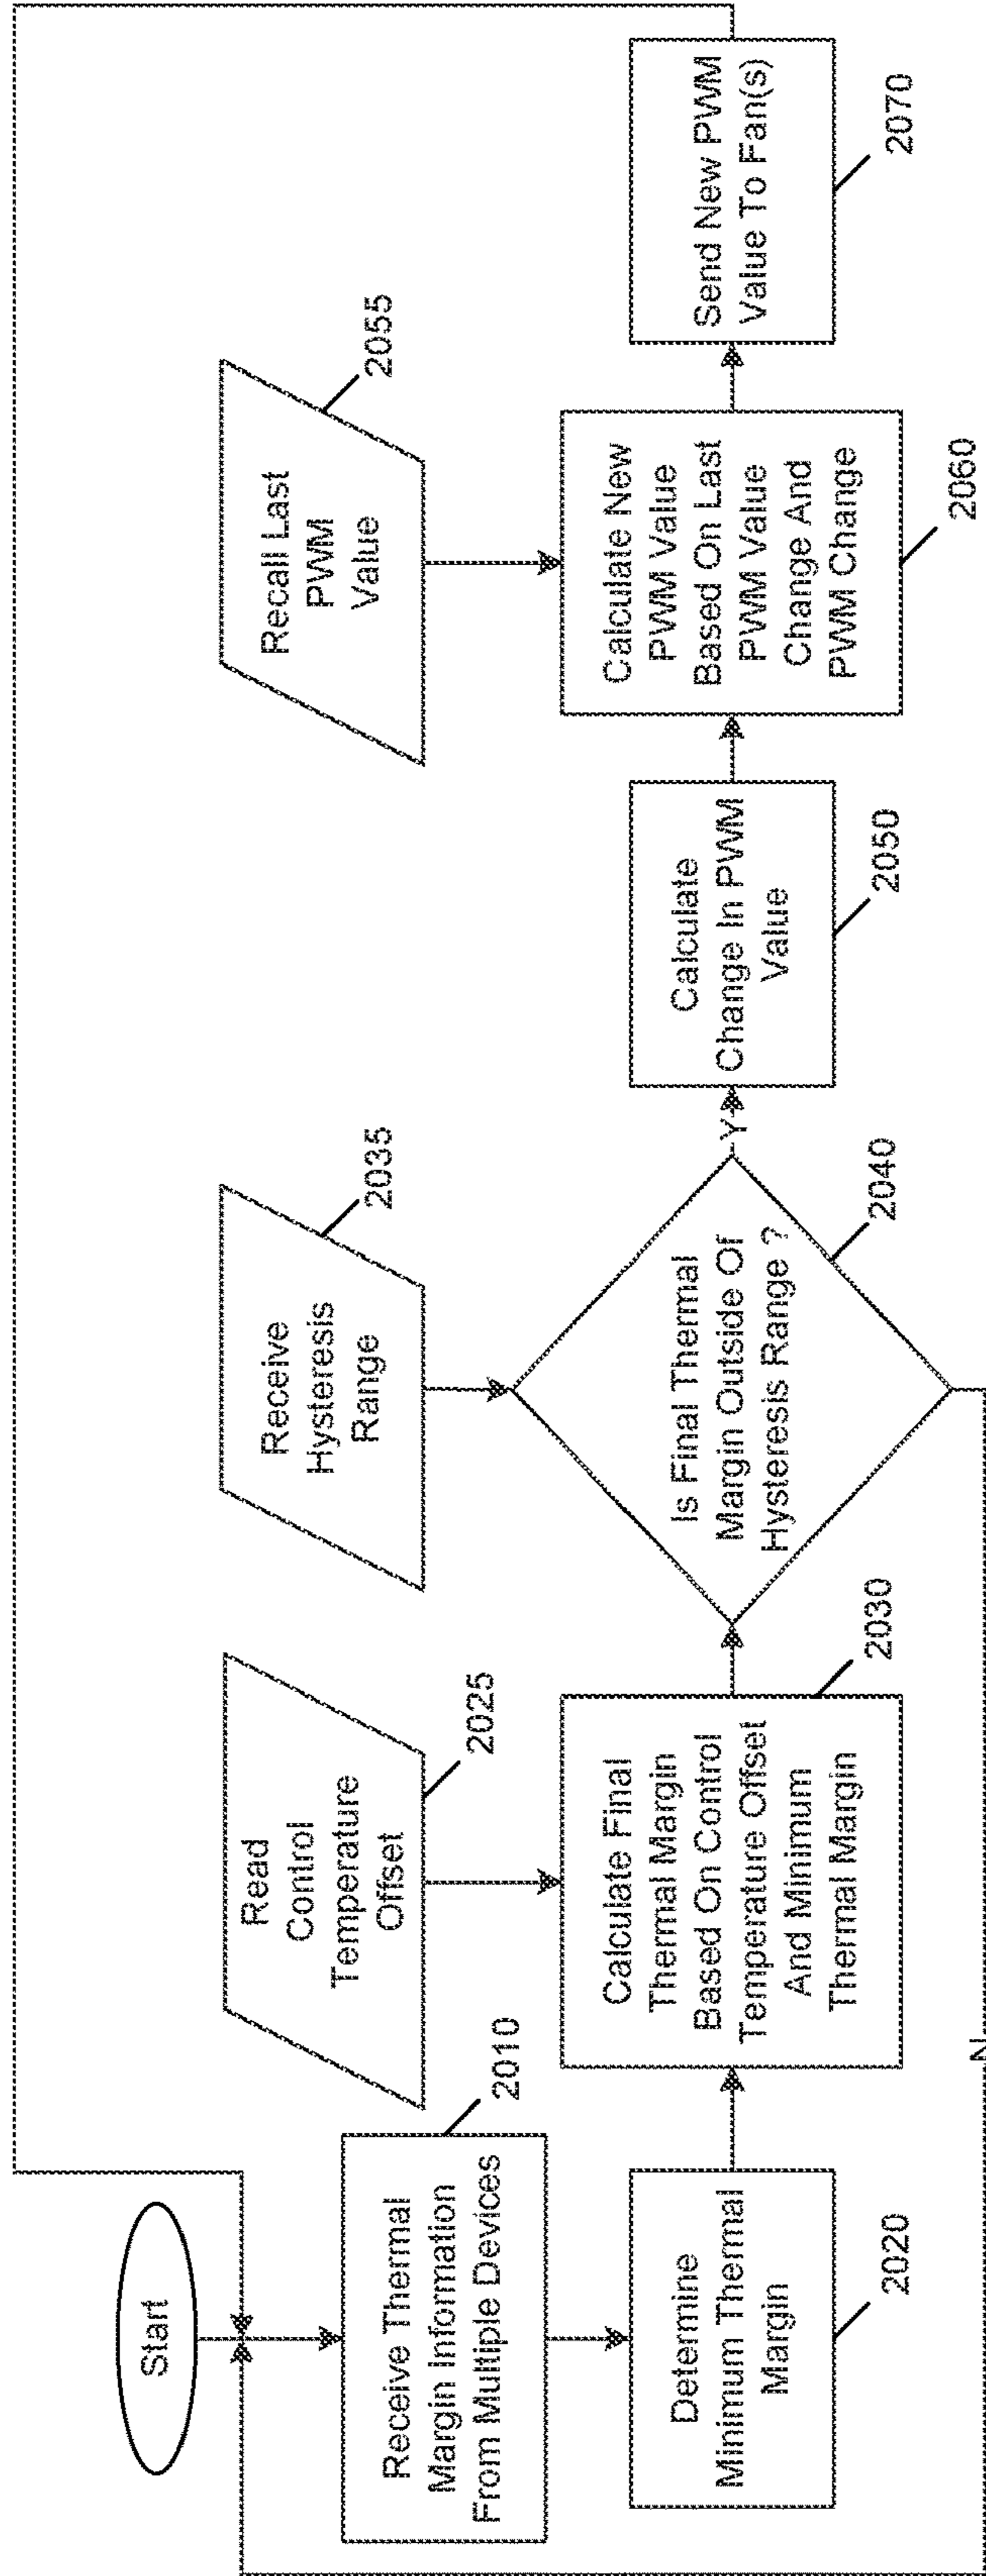 Start
Receive Thermal
Margin Information
From Multiple Devices
2010
Determine
Minimum Thermal
Margin
2020
Read
Control
Temperature
Offset
2025
Calculate Final
Thermal Margin
Based On Control
Temperature Offset
And Minimum
Thermal Margin
2030
Receive
Hysteresis
Range
2035
Is Final Thermal
Margin Outside Of
Hysteresis Range ?
2040
Y
N
Calculate
Change In PWM
Value
2050
Recall Last
PWM
Value
2055
Calculate New
PWM Value
Based On Last
PWM Value
Change And
PWM Change
2060
Send New PWM
Value To Fan(s)
2070